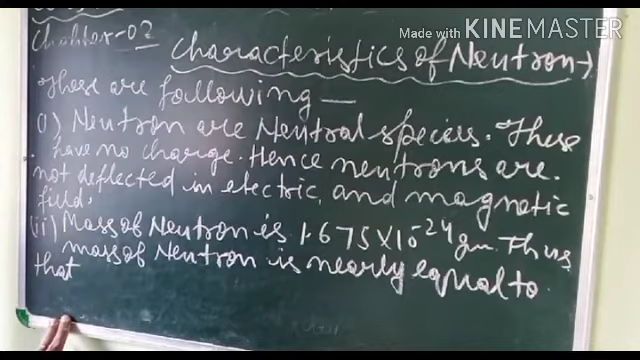 Made with KINEMASTER
Chapter-02
Characteristics of Neutron→
These are following —
(i) Neutron are Neutral species. These
have no charge. Hence neutrons are.
not deflected in electric, and magnetic
field.
(ii) Mass of Neutron is 1.675X10-24 gm. Thus
mass of Neutron is nearly equal to.
that